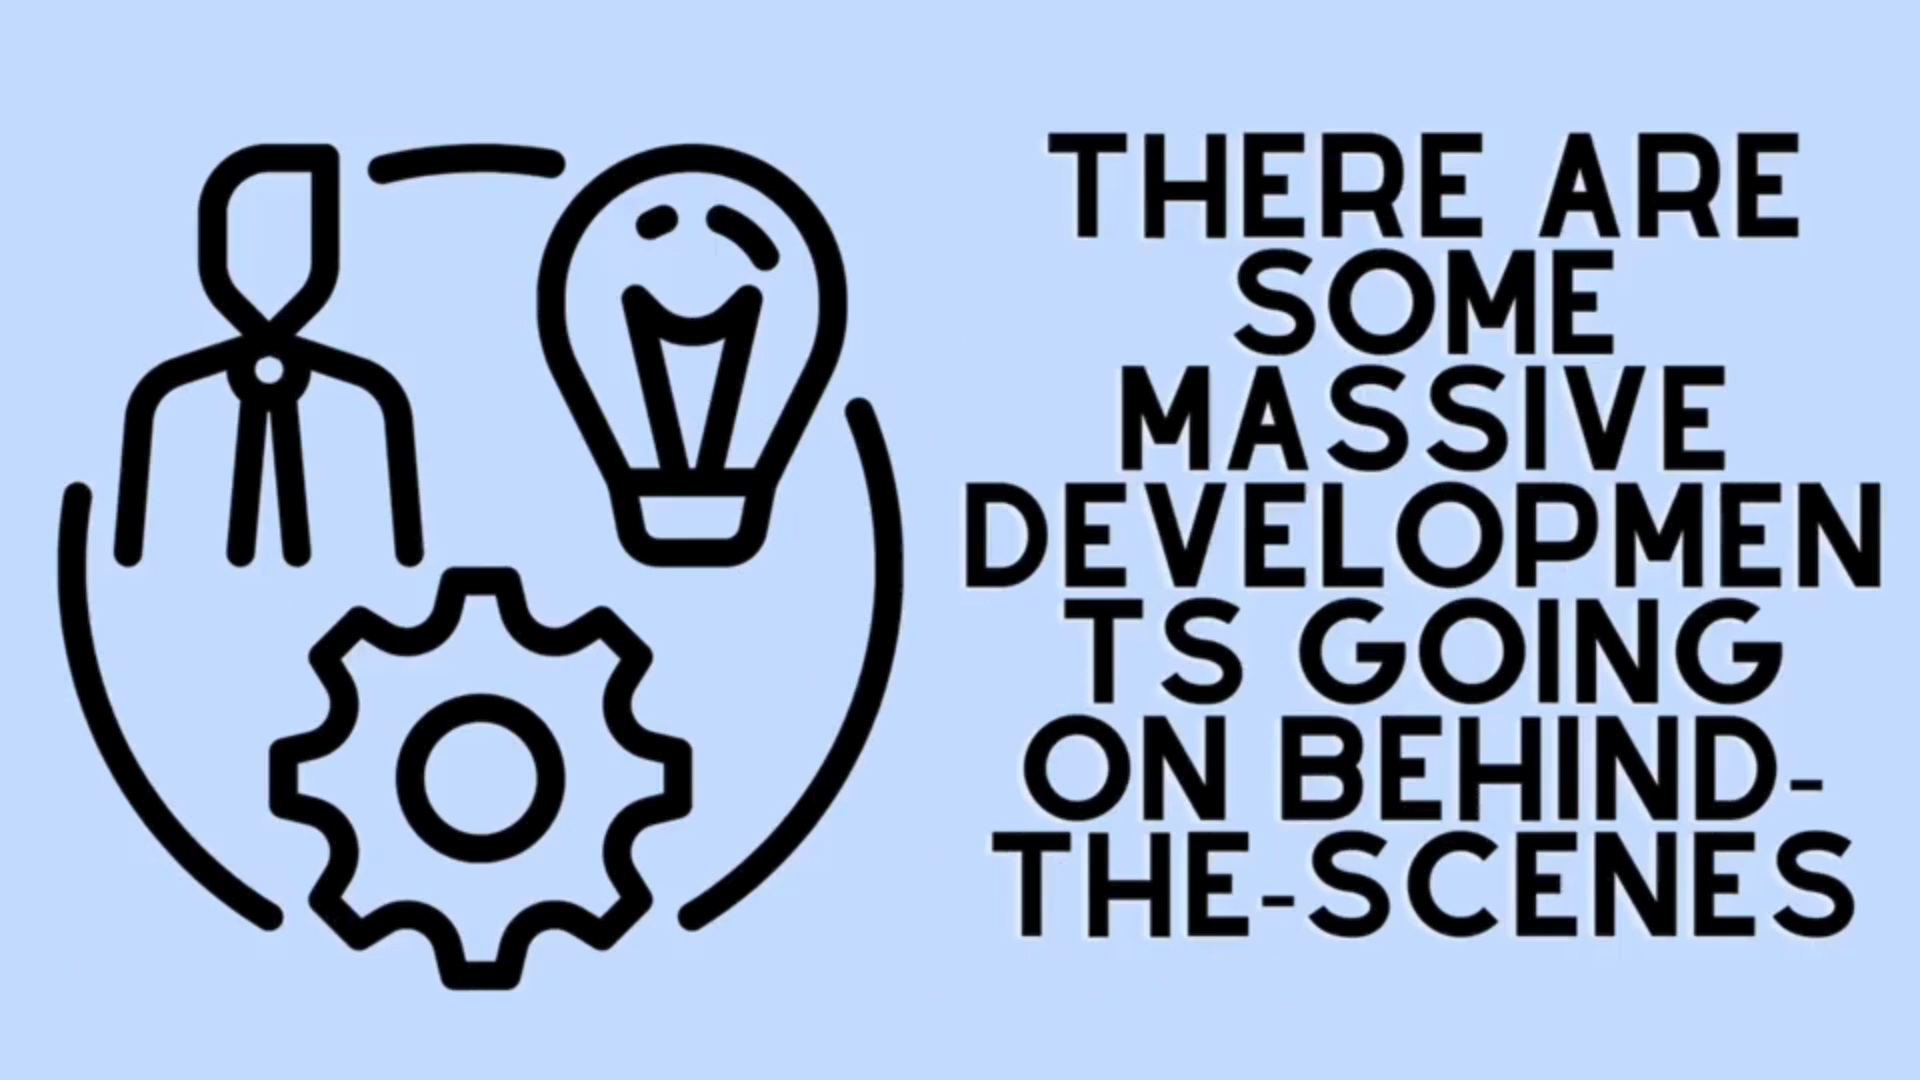 THERE ARE
SOME
MASSIVE
DEVELOPMEN
TS GOING
ON BEHIND-
THE-SCENES